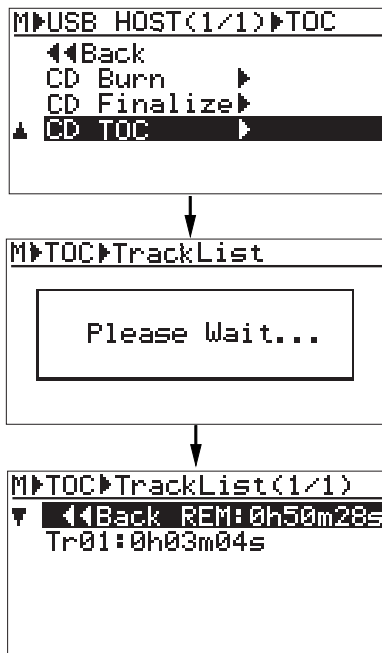 M▶USB HOST(1/1)▶TOC
◀◀Back
CD Burn ▶
CD Finalize▶
▲ CD TOC ▶
M▶TOC▶TrackList
Please Wait...
M▶TOC▶TrackList(1/1)
▼ ◀◀Back REM:0h50m28s
Tr01:0h03m04s